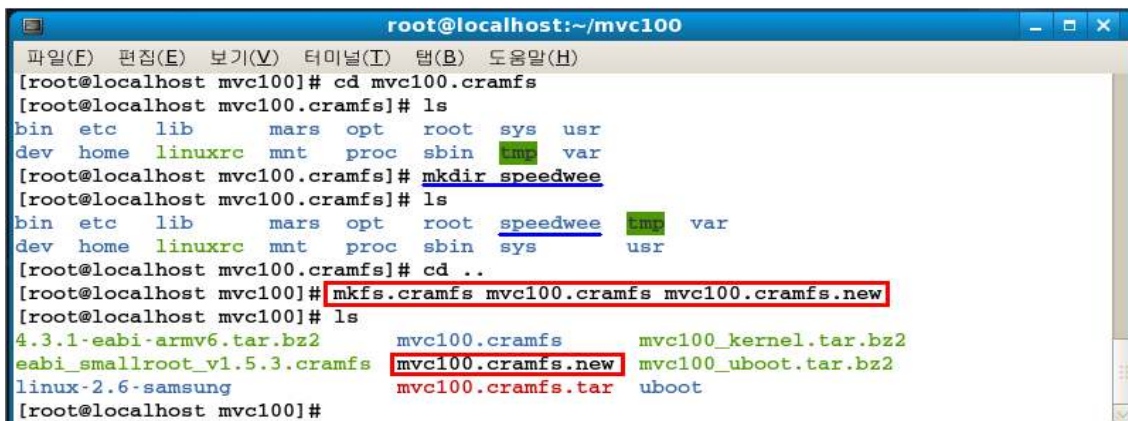 root@localhost:~/mvc100
파일(F) 편집(E) 보기(V) 터미널(T) 탭(B) 도움말(H)
[root@localhost mvc100]# cd mvc100.cramfs
[root@localhost mvc100.cramfs]# ls
bin etc lib mars opt root sys usr
dev home linuxrc mnt proc sbin tmp var
[root@localhost mvc100.cramfs]# mkdir speedwee
[root@localhost mvc100.cramfs]# ls
bin etc lib mars opt root speedwee tmp var
dev home linuxrc mnt proc sbin sys usr
[root@localhost mvc100.cramfs]# cd ..
[root@localhost mvc100]# mkfs.cramfs mvc100.cramfs mvc100.cramfs.new
[root@localhost mvc100]# ls
4.3.1-eabi-armv6.tar.bz2 mvc100.cramfs mvc100_kernel.tar.bz2
eabi_smallroot_v1.5.3.cramfs mvc100.cramfs.new mvc100_uboot.tar.bz2
linux-2.6-samsung mvc100.cramfs.tar uboot
[root@localhost mvc100]#